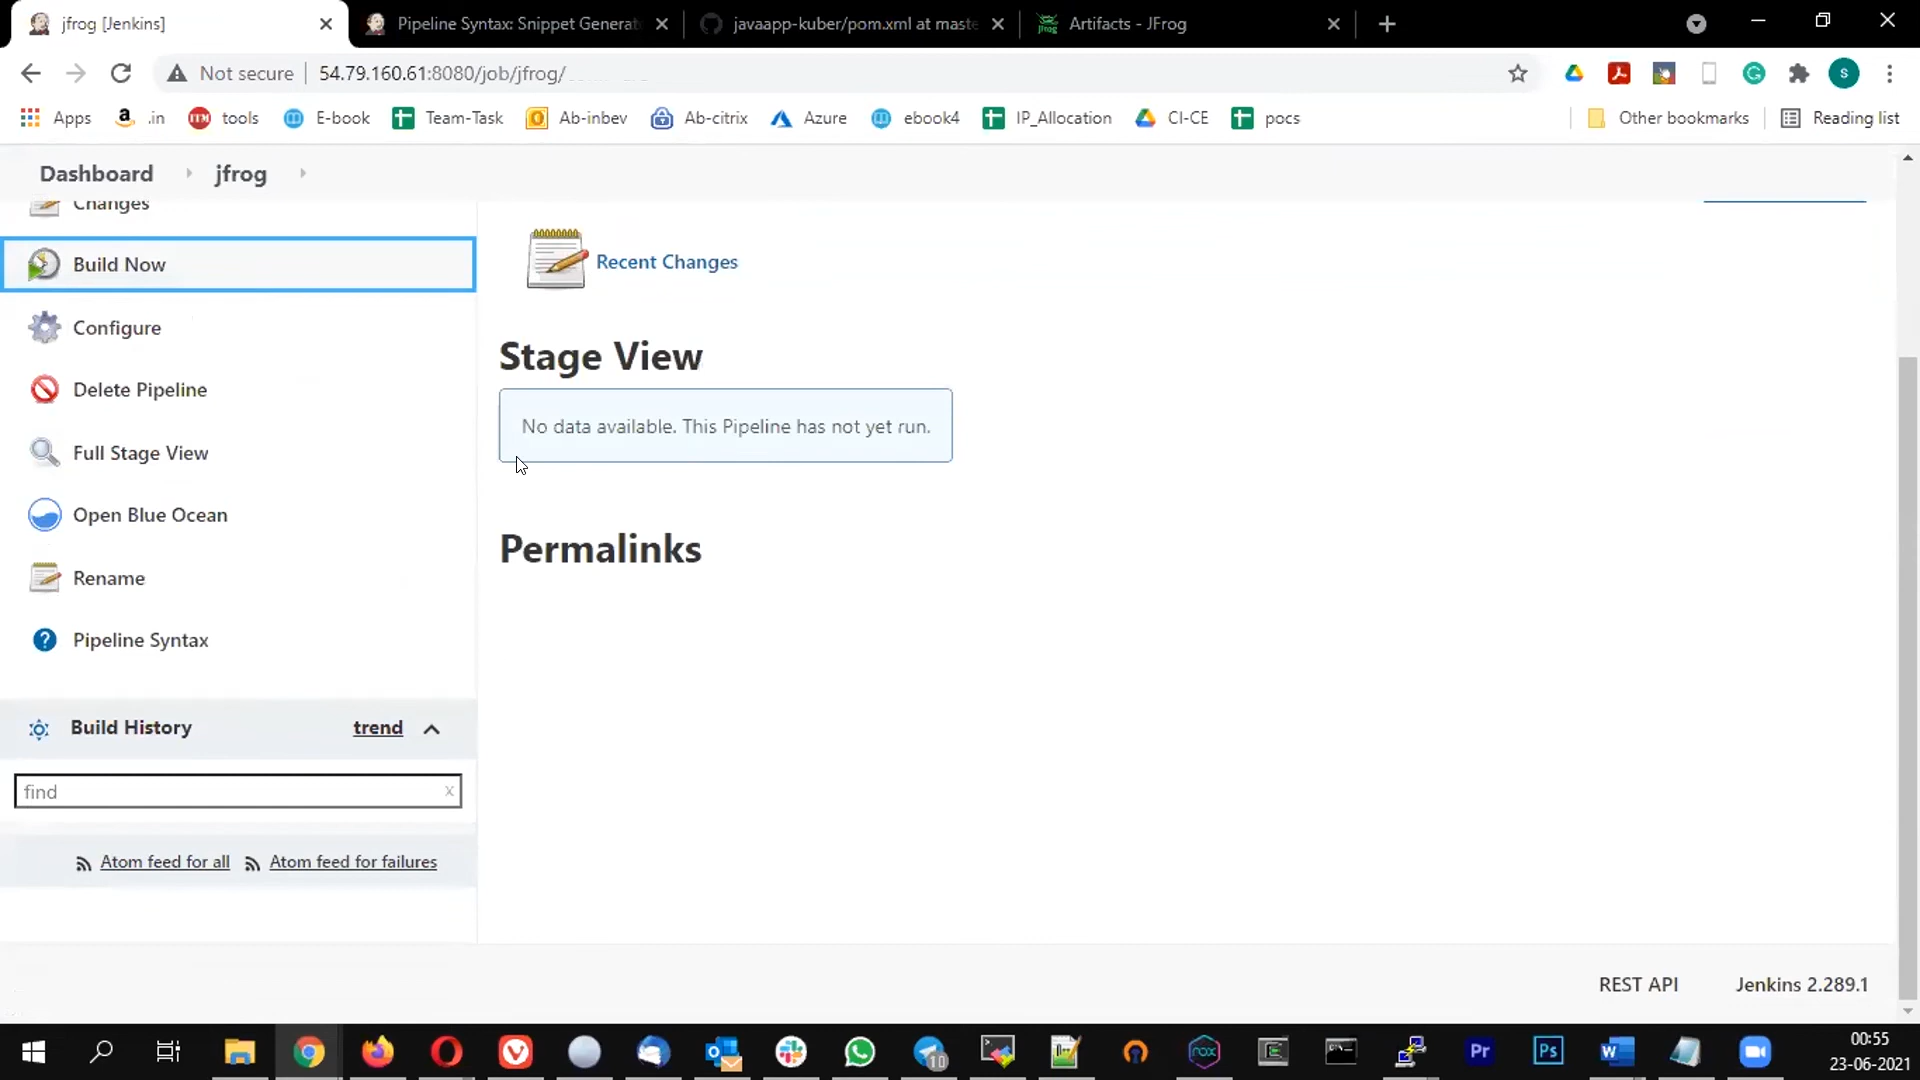 jfrog [Jenkins]
Pipeline Syntax: Snippet Generat
javaapp-kuber/pom.xml at maste
Artifacts - JFrog
Not secure
54.79.160.61:8080/job/jfrog/
Apps
.in
tools
E-book
Team-Task
Ab-inbev
Ab-citrix
Azure
ebook4
IP_Allocation
CI-CE
pocs
Other bookmarks
Reading list
Dashboard
jfrog
Changes
Build Now
Configure
Delete Pipeline
Full Stage View
Open Blue Ocean
Rename
Pipeline Syntax
Build History
trend
find
x
Atom feed for all
Atom feed for failures
Recent Changes
Stage View
No data available. This Pipeline has not yet run.
Permalinks
REST API
Jenkins 2.289.1
00:55
23-06-2021